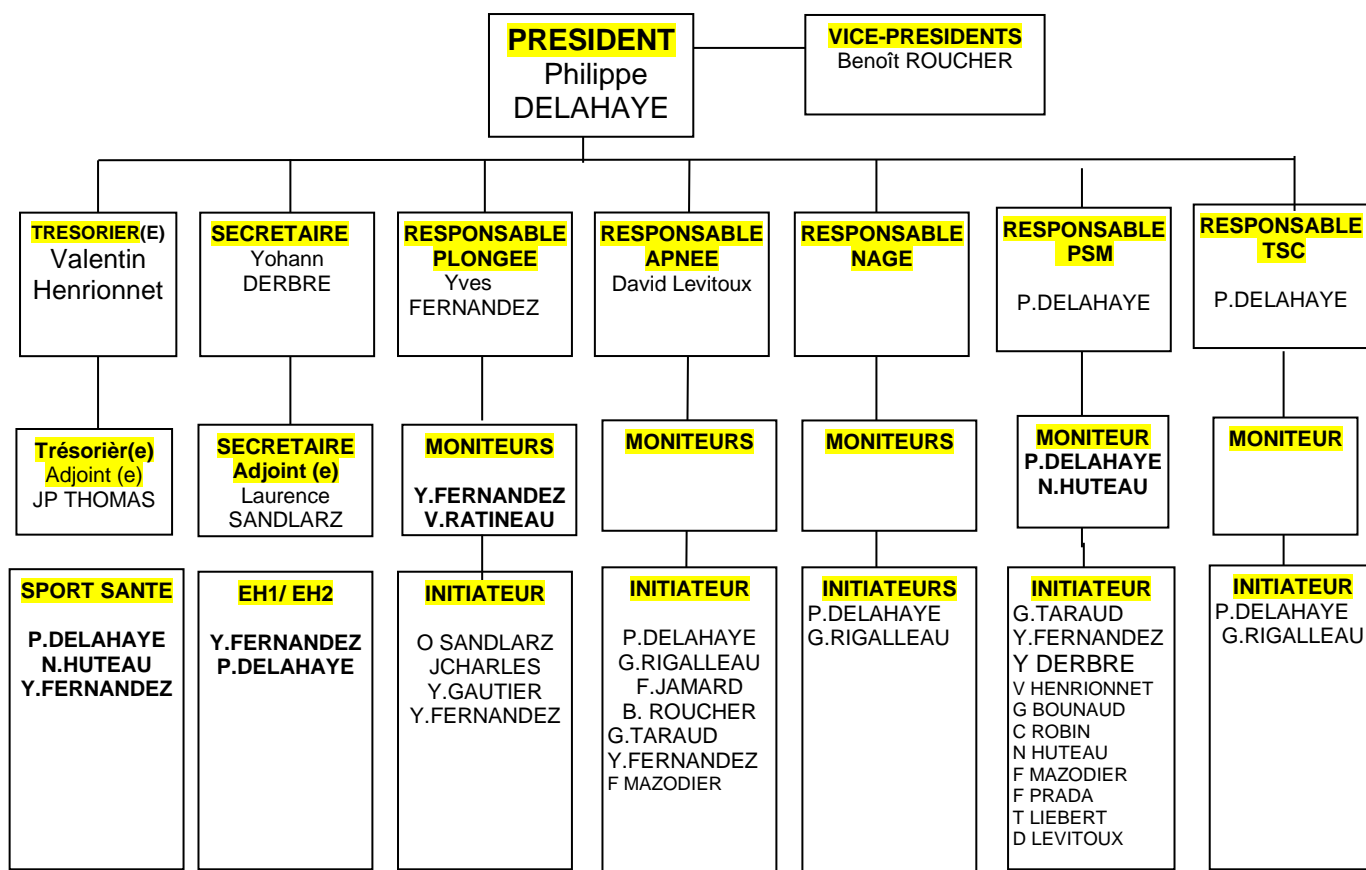 PRESIDENT
Philippe
DELAHAYE
VICE-PRESIDENTS
Benoît ROUCHER
TRESORIER(E)
Valentin
Henrionnet
SECRETAIRE
Yohann
DERBRE
RESPONSABLE
PLONGEE
Yves
FERNANDEZ
RESPONSABLE
APNEE
David Levitoux
RESPONSABLE
NAGE
RESPONSABLE
PSM
P.DELAHAYE
RESPONSABLE
TSC
P.DELAHAYE
Trésorièr(e)
Adjoint (e)
JP THOMAS
SECRETAIRE
Adjoint (e)
Laurence
SANDLARZ
MONITEURS
Y.FERNANDEZ
V.RATINEAU
MONITEURS
MONITEURS
MONITEUR
P.DELAHAYE
N.HUTEAU
MONITEUR
SPORT SANTE
P.DELAHAYE
N.HUTEAU
Y.FERNANDEZ
EH1/ EH2
Y.FERNANDEZ
P.DELAHAYE
INITIATEUR
O SANDLARZ
JCHARLES
Y.GAUTIER
Y.FERNANDEZ
INITIATEUR
P.DELAHAYE
G.RIGALLEAU
F.JAMARD
B. ROUCHER
G.TARAUD
Y.FERNANDEZ
F MAZODIER
INITIATEURS
P.DELAHAYE
G.RIGALLEAU
INITIATEUR
G.TARAUD
Y.FERNANDEZ
Y DERBRE
V HENRIONNET
G BOUNAUD
C ROBIN
N HUTEAU
F MAZODIER
F PRADA
T LIEBERT
D LEVITOUX
INITIATEUR
P.DELAHAYE
G.RIGALLEAU